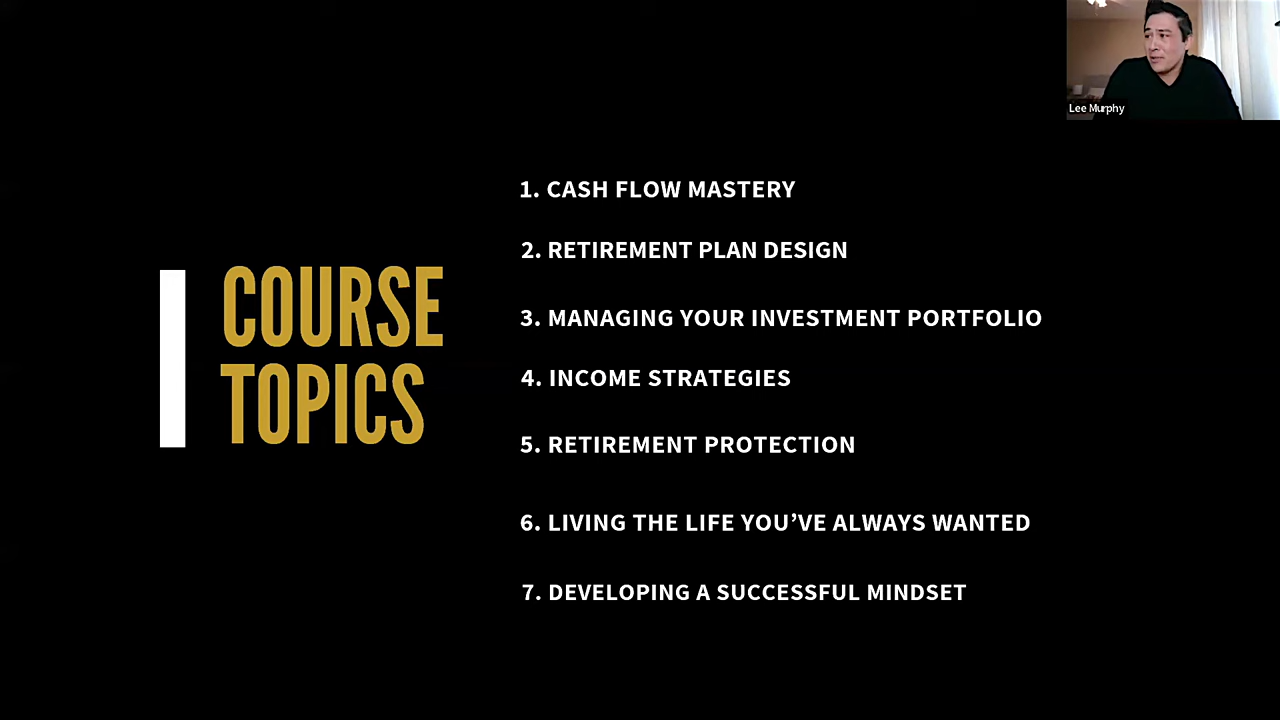 Lee Murphy
COURSE
TOPICS
1. CASH FLOW MASTERY
2. RETIREMENT PLAN DESIGN
3. MANAGING YOUR INVESTMENT PORTFOLIO
4. INCOME STRATEGIES
5. RETIREMENT PROTECTION
6. LIVING THE LIFE YOU’VE ALWAYS WANTED
7. DEVELOPING A SUCCESSFUL MINDSET